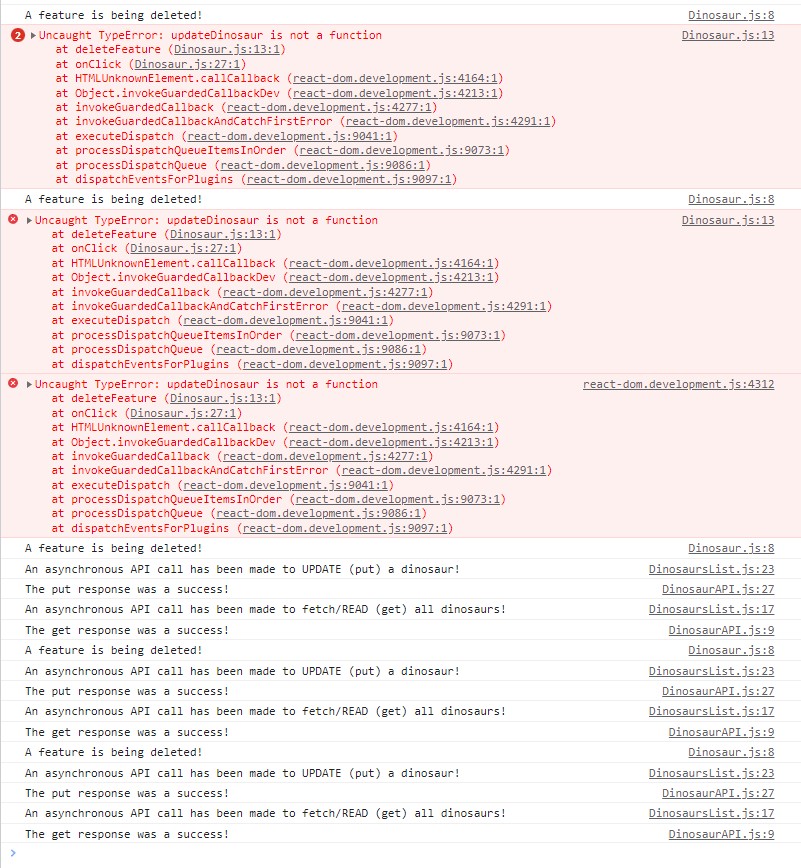 A feature is being deleted! Dinosaur.js:8
2 ▶Uncaught TypeError: updateDinosaur is not a function Dinosaur.js:13
at deleteFeature (Dinosaur.js:13:1)
at onClick (Dinosaur.js:27:1)
at HTMLUnknownElement.callCallback (react-dom.development.js:4164:1)
at Object.invokeGuardedCallbackDev (react-dom.development.js:4213:1)
at invokeGuardedCallback (react-dom.development.js:4277:1)
at invokeGuardedCallbackAndCatchFirstError (react-dom.development.js:4291:1)
at executeDispatch (react-dom.development.js:9041:1)
at processDispatchQueueItemsInOrder (react-dom.development.js:9073:1)
at processDispatchQueue (react-dom.development.js:9086:1)
at dispatchEventsForPlugins (react-dom.development.js:9097:1)
A feature is being deleted! Dinosaur.js:8
▶Uncaught TypeError: updateDinosaur is not a function Dinosaur.js:13
at deleteFeature (Dinosaur.js:13:1)
at onClick (Dinosaur.js:27:1)
at HTMLUnknownElement.callCallback (react-dom.development.js:4164:1)
at Object.invokeGuardedCallbackDev (react-dom.development.js:4213:1)
at invokeGuardedCallback (react-dom.development.js:4277:1)
at invokeGuardedCallbackAndCatchFirstError (react-dom.development.js:4291:1)
at executeDispatch (react-dom.development.js:9041:1)
at processDispatchQueueItemsInOrder (react-dom.development.js:9073:1)
at processDispatchQueue (react-dom.development.js:9086:1)
at dispatchEventsForPlugins (react-dom.development.js:9097:1)
▶Uncaught TypeError: updateDinosaur is not a function react-dom.development.js:4312
at deleteFeature (Dinosaur.js:13:1)
at onClick (Dinosaur.js:27:1)
at HTMLUnknownElement.callCallback (react-dom.development.js:4164:1)
at Object.invokeGuardedCallbackDev (react-dom.development.js:4213:1)
at invokeGuardedCallback (react-dom.development.js:4277:1)
at invokeGuardedCallbackAndCatchFirstError (react-dom.development.js:4291:1)
at executeDispatch (react-dom.development.js:9041:1)
at processDispatchQueueItemsInOrder (react-dom.development.js:9073:1)
at processDispatchQueue (react-dom.development.js:9086:1)
at dispatchEventsForPlugins (react-dom.development.js:9097:1)
A feature is being deleted! Dinosaur.js:8
An asynchronous API call has been made to UPDATE (put) a dinosaur! DinosaursList.js:23
The put response was a success! DinosaurAPI.js:27
An asynchronous API call has been made to fetch/READ (get) all dinosaurs! DinosaursList.js:17
The get response was a success! DinosaurAPI.js:9
A feature is being deleted! Dinosaur.js:8
An asynchronous API call has been made to UPDATE (put) a dinosaur! DinosaursList.js:23
The put response was a success! DinosaurAPI.js:27
An asynchronous API call has been made to fetch/READ (get) all dinosaurs! DinosaursList.js:17
The get response was a success! DinosaurAPI.js:9
A feature is being deleted! Dinosaur.js:8
An asynchronous API call has been made to UPDATE (put) a dinosaur! DinosaursList.js:23
The put response was a success! DinosaurAPI.js:27
An asynchronous API call has been made to fetch/READ (get) all dinosaurs! DinosaursList.js:17
The get response was a success! DinosaurAPI.js:9